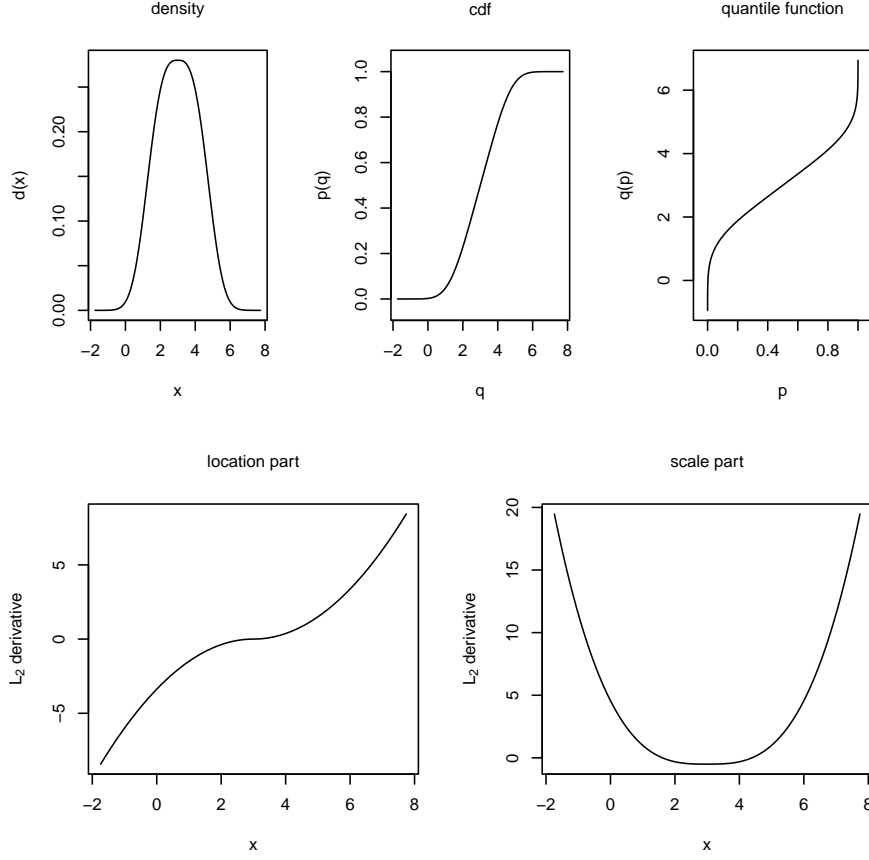 density
cdf
quantile function
d(x)
0.00
0.10
0.20
−2 0 2 4 6 8
x
p(q)
0.0
0.2
0.4
0.6
0.8
1.0
−2 0 2 4 6 8
q
q(p)
0
2
4
6
0.0 0.4 0.8
p
location part
scale part
L2 derivative
−5
0
5
−2 0 2 4 6 8
x
L2 derivative
0
5
10
15
20
−2 0 2 4 6 8
x